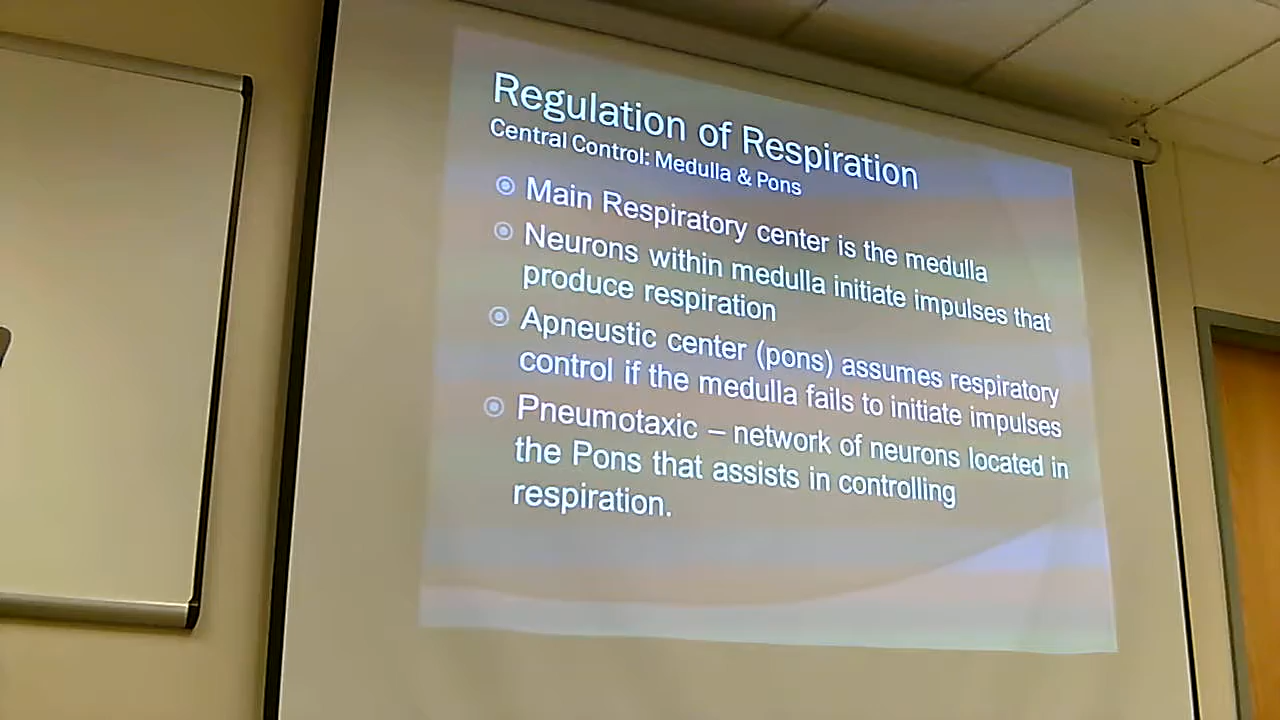 Regulation of Respiration
Central Control: Medulla & Pons
Main Respiratory center is the medulla
Neurons within medulla initiate impulses that
produce respiration
Apneustic center (pons) assumes respiratory
control if the medulla fails to initiate impulses
Pneumotaxic – network of neurons located in
the Pons that assists in controlling
respiration.